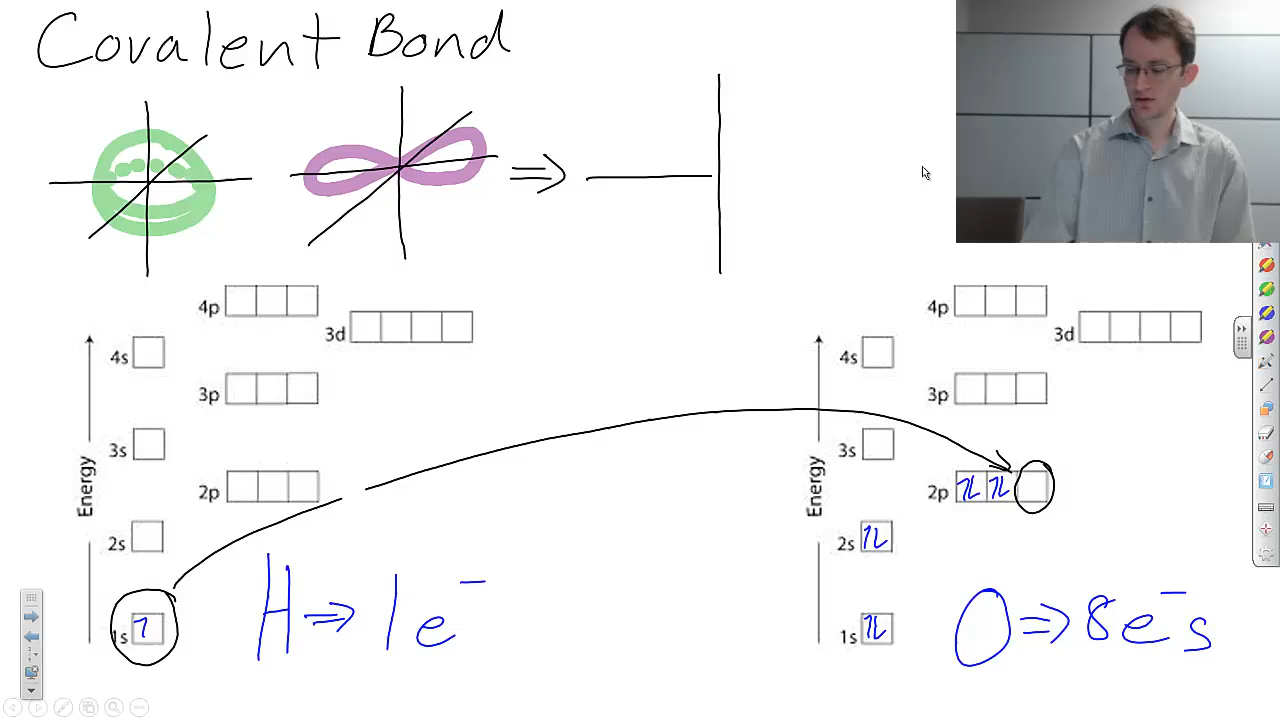 Covalent Bond
4p
3d
4s
3p
3s
2p
2s
1s
Energy
H ⇒ 1e⁻
4p
3d
4s
3p
3s
2p
2s
1s
Energy
O ⇒ 8e⁻s